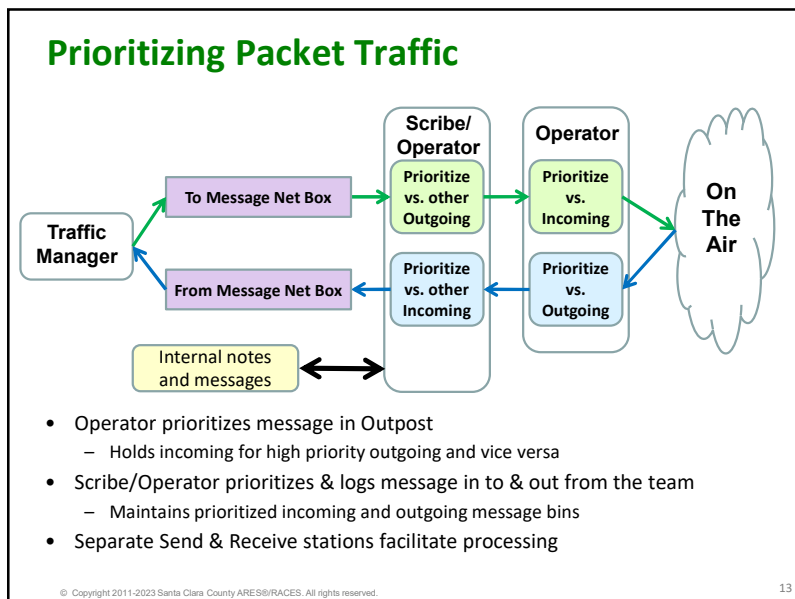 Prioritizing Packet Traffic
Scribe/
Operator
Operator
To Message Net Box
Prioritize
vs. other
Outgoing
Prioritize
vs.
Incoming
On
The
Air
Traffic
Manager
From Message Net Box
Prioritize
vs. other
Incoming
Prioritize
vs.
Outgoing
Internal notes
and messages
• Operator prioritizes message in Outpost
– Holds incoming for high priority outgoing and vice versa
• Scribe/Operator prioritizes & logs message in to & out from the team
– Maintains prioritized incoming and outgoing message bins
• Separate Send & Receive stations facilitate processing
© Copyright 2011-2023 Santa Clara County ARES®/RACES. All rights reserved.
13